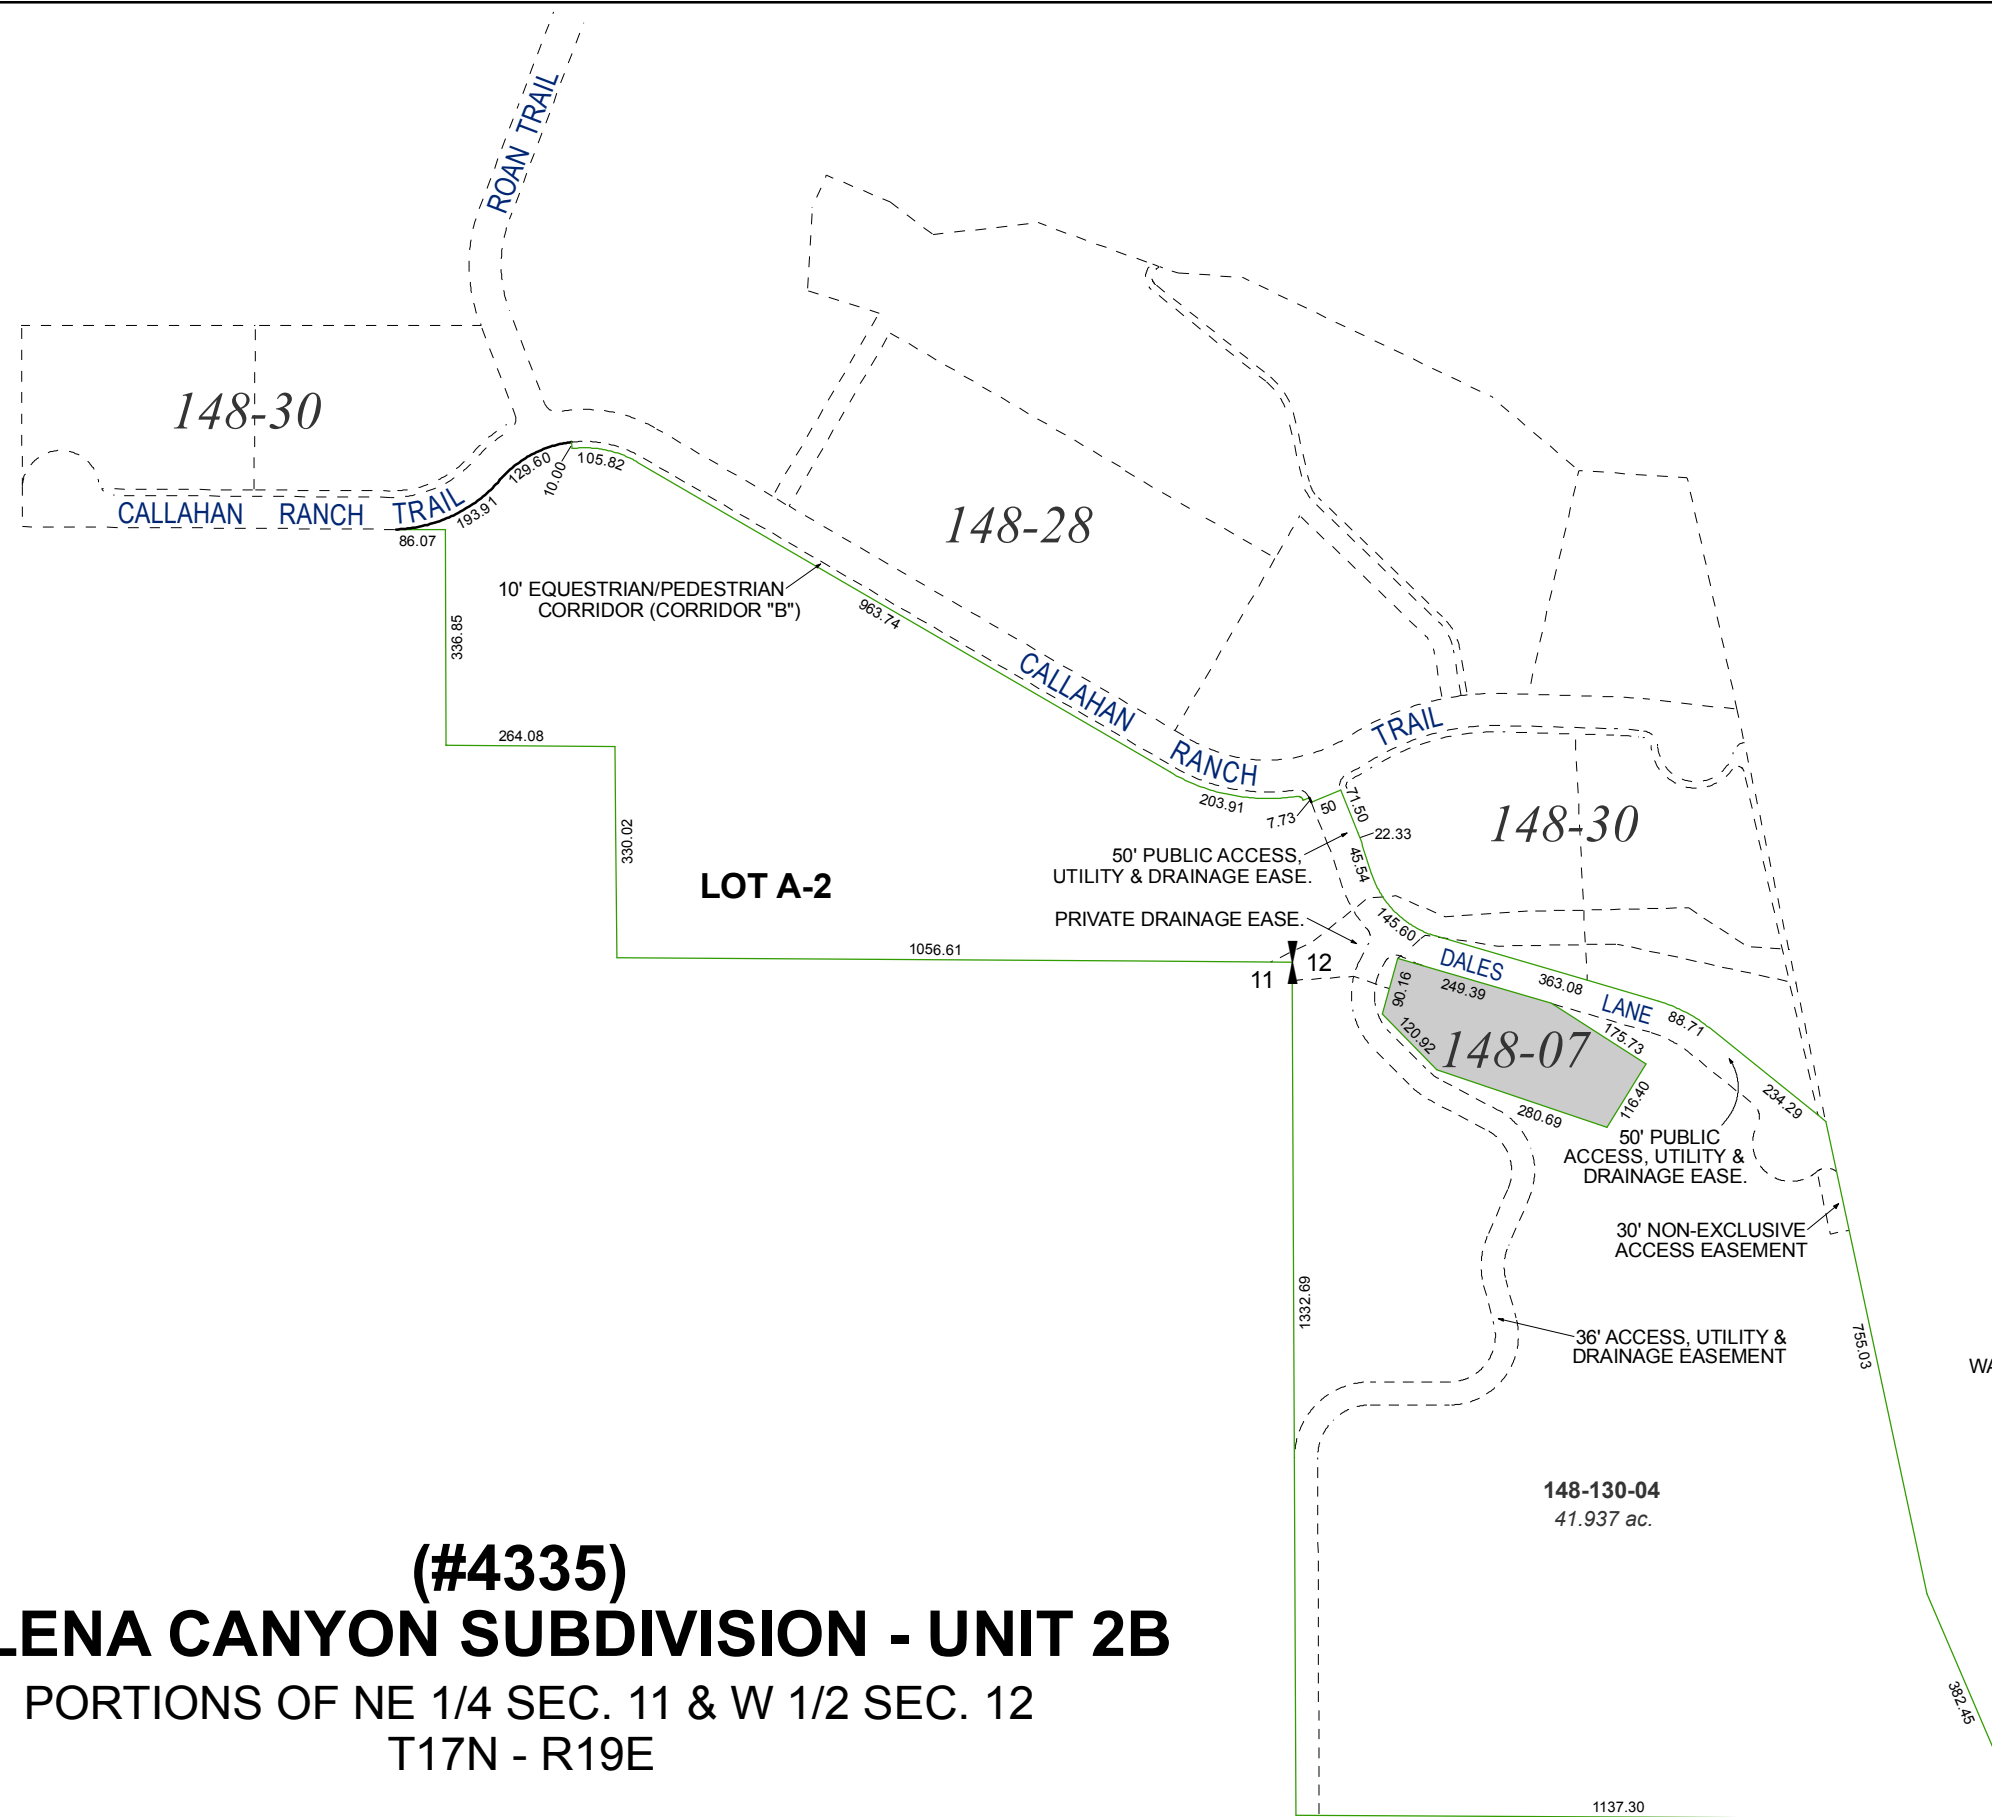 ROAN TRAIL
148-30
CALLAHAN RANCH TRAIL
129.60
193.91
10.00
105.82
86.07
336.85
10' EQUESTRIAN/PEDESTRIAN
CORRIDOR (CORRIDOR "B")
963.74
148-28
CALLAHAN RANCH TRAIL
264.08
330.02
LOT A-2
1056.61
203.91
7.73
50
71.50
22.33
45.54
148-30
50' PUBLIC ACCESS,
UTILITY & DRAINAGE EASE.
PRIVATE DRAINAGE EASE.
145.60
11
12
DALES LANE
363.08
249.39
90.16
120.92
148-07
175.73
88.71
116.40
280.69
234.29
50' PUBLIC
ACCESS, UTILITY &
DRAINAGE EASE.
30' NON-EXCLUSIVE
ACCESS EASEMENT
1332.69
36' ACCESS, UTILITY &
DRAINAGE EASEMENT
755.03
WA
148-130-04
41.937 ac.
382.45
1137.30
(#4335)
LENA CANYON SUBDIVISION - UNIT 2B
PORTIONS OF NE 1/4 SEC. 11 & W 1/2 SEC. 12
T17N - R19E